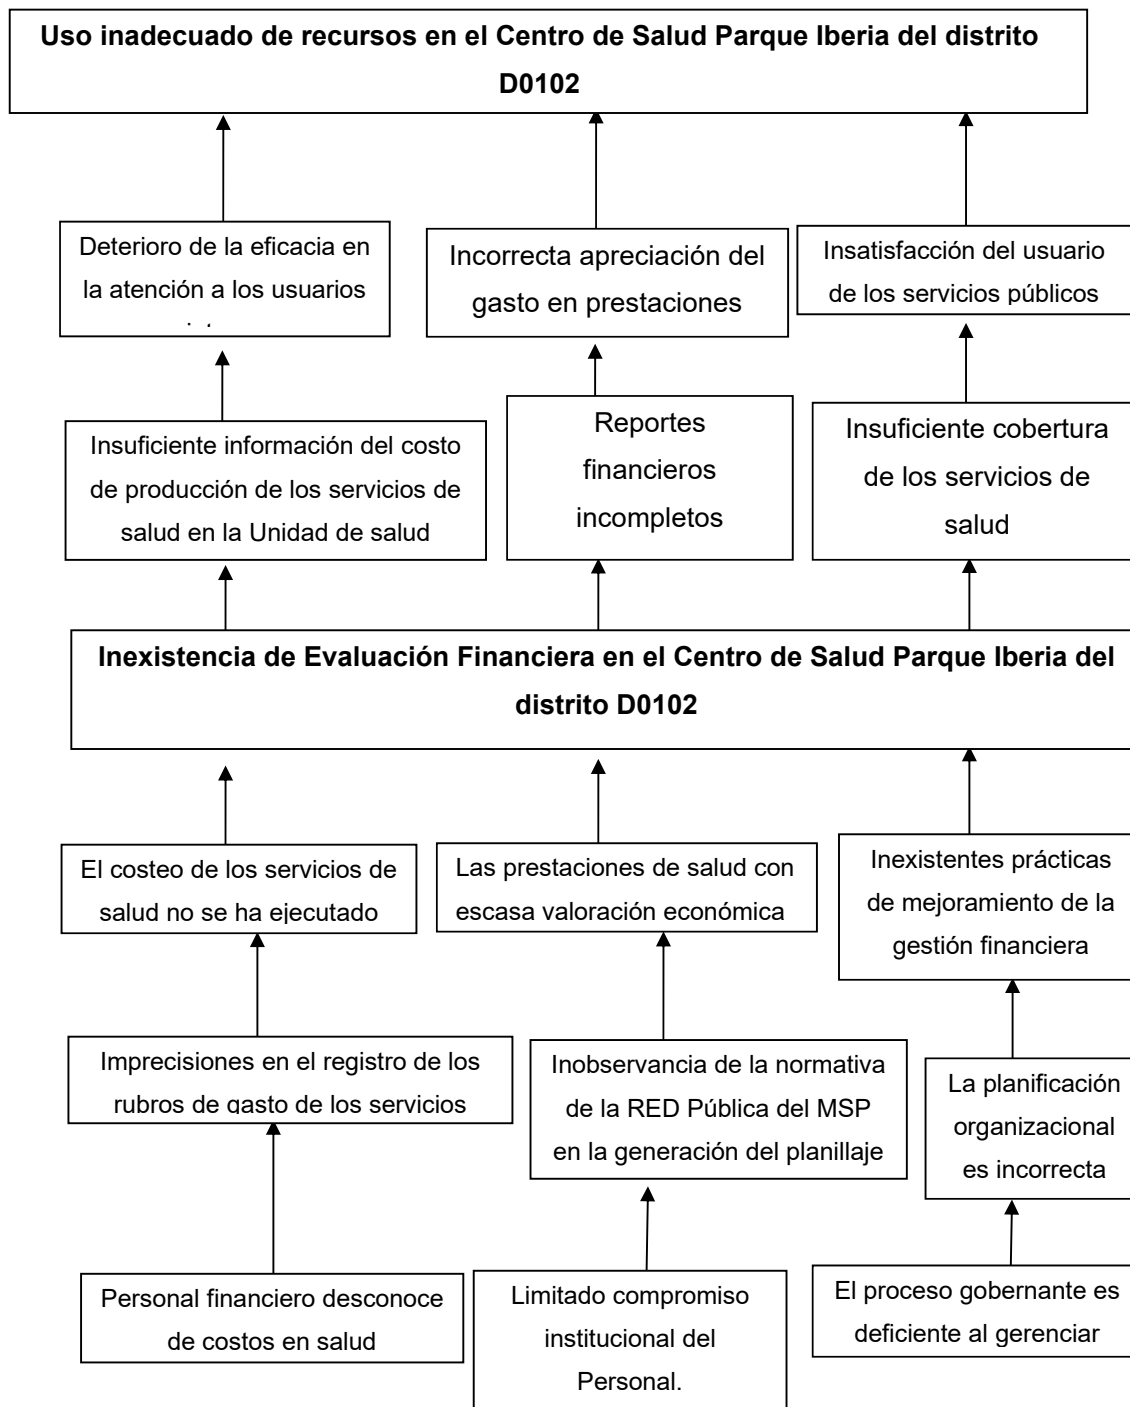 Uso inadecuado de recursos en el Centro de Salud Parque Iberia del distrito
D0102
Deterioro de la eficacia en
la atención a los usuarios
Incorrecta apreciación del
gasto en prestaciones
Insatisfacción del usuario
de los servicios públicos
Insuficiente información del costo
de producción de los servicios de
salud en la Unidad de salud
Reportes
financieros
incompletos
Insuficiente cobertura
de los servicios de
salud
Inexistencia de Evaluación Financiera en el Centro de Salud Parque Iberia del
distrito D0102
El costeo de los servicios de
salud no se ha ejecutado
Las prestaciones de salud con
escasa valoración económica
Inexistentes prácticas
de mejoramiento de la
gestión financiera
Imprecisiones en el registro de los
rubros de gasto de los servicios
Inobservancia de la normativa
de la RED Pública del MSP
en la generación del planillaje
La planificación
organizacional
es incorrecta
Personal financiero desconoce
de costos en salud
Limitado compromiso
institucional del
Personal.
El proceso gobernante es
deficiente al gerenciar